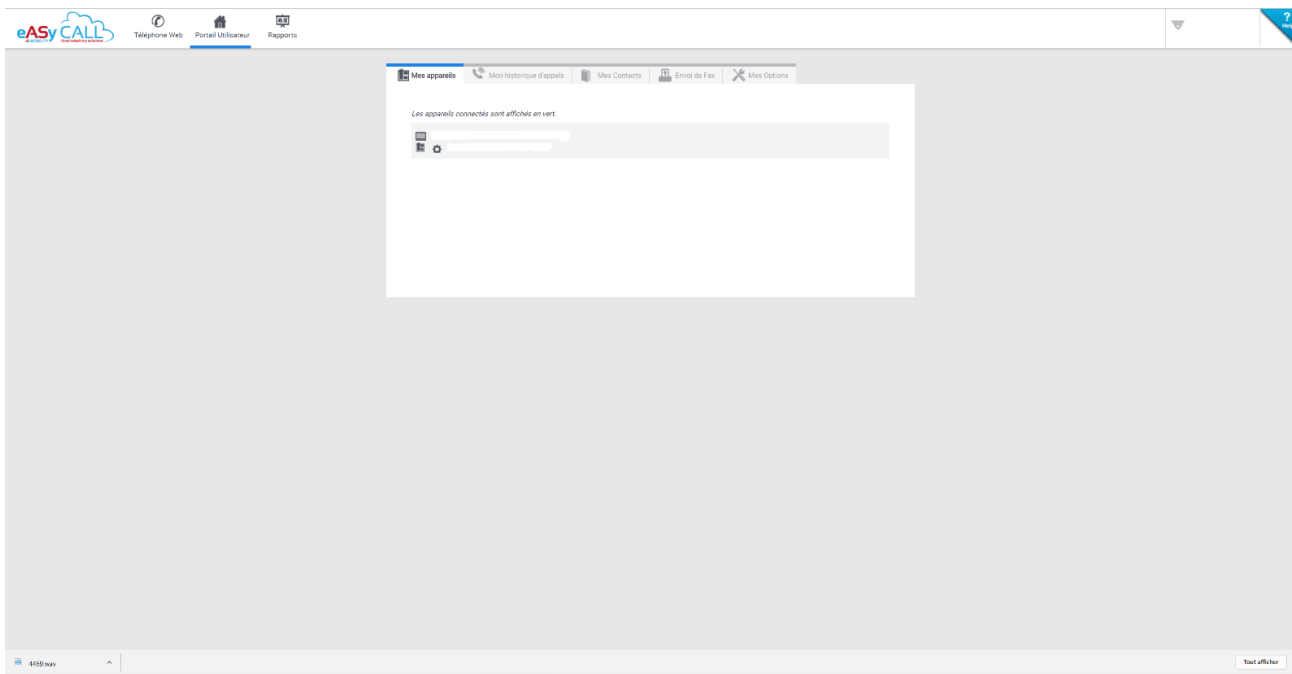 eASy CALL
Téléphone Web
Portail Utilisateur
Rapports
?
Help
Mes appareils
Mon historique d'appels
Mes Contacts
Envoi de Fax
Mes Options
Les appareils connectés sont affichés en vert.
4469.wav
Tout afficher